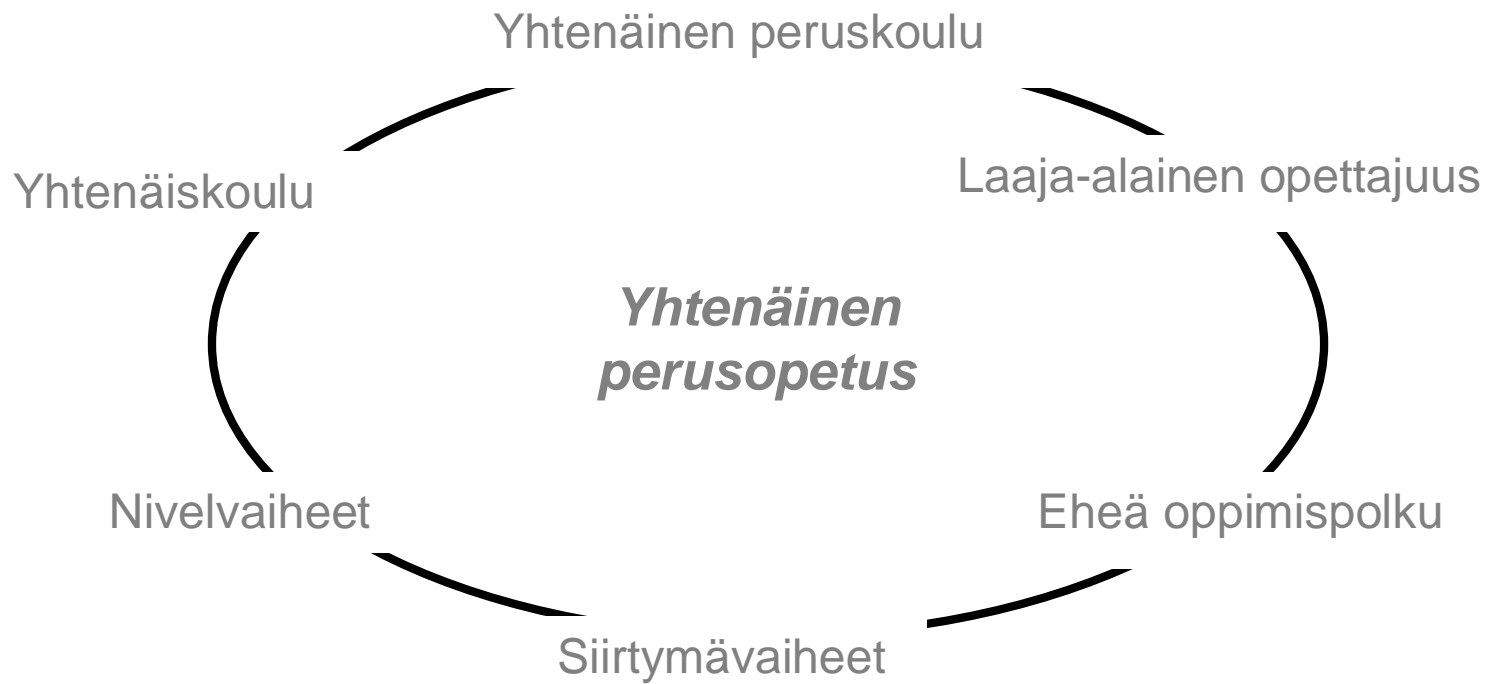 Yhtenäinen peruskoulu
Laaja-alainen opettajuus
Yhtenäiskoulu
Yhtenäinen
perusopetus
Nivelvaiheet
Eheä oppimispolku
Siirtymävaiheet